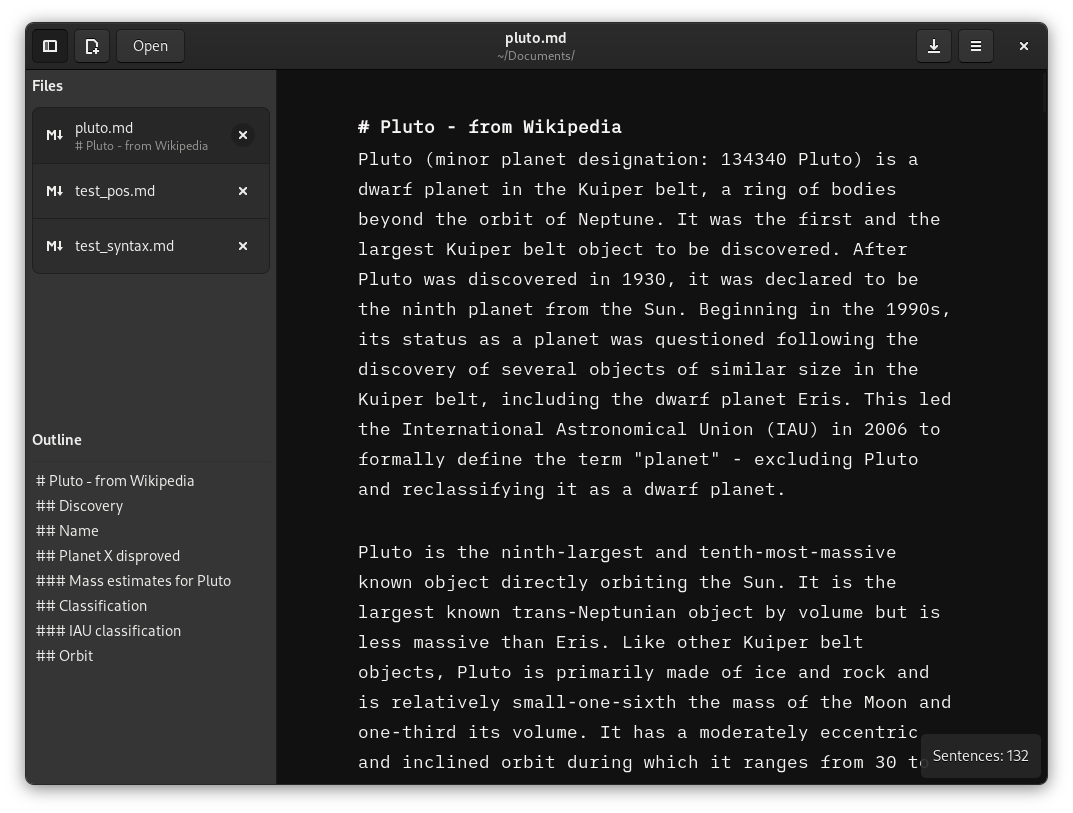 Open
pluto.md
~/Documents/
Files
M↓ pluto.md
# Pluto - from Wikipedia
M↓ test_pos.md
M↓ test_syntax.md
Outline
# Pluto - from Wikipedia
## Discovery
## Name
## Planet X disproved
### Mass estimates for Pluto
## Classification
### IAU classification
## Orbit
# Pluto - from Wikipedia
Pluto (minor planet designation: 134340 Pluto) is a
dwarf planet in the Kuiper belt, a ring of bodies
beyond the orbit of Neptune. It was the first and the
largest Kuiper belt object to be discovered. After
Pluto was discovered in 1930, it was declared to be
the ninth planet from the Sun. Beginning in the 1990s,
its status as a planet was questioned following the
discovery of several objects of similar size in the
Kuiper belt, including the dwarf planet Eris. This led
the International Astronomical Union (IAU) in 2006 to
formally define the term "planet" - excluding Pluto
and reclassifying it as a dwarf planet.
Pluto is the ninth-largest and tenth-most-massive
known object directly orbiting the Sun. It is the
largest known trans-Neptunian object by volume but is
less massive than Eris. Like other Kuiper belt
objects, Pluto is primarily made of ice and rock and
is relatively small-one-sixth the mass of the Moon and
one-third its volume. It has a moderately eccentric
and inclined orbit during which it ranges from 30 to
Sentences: 132